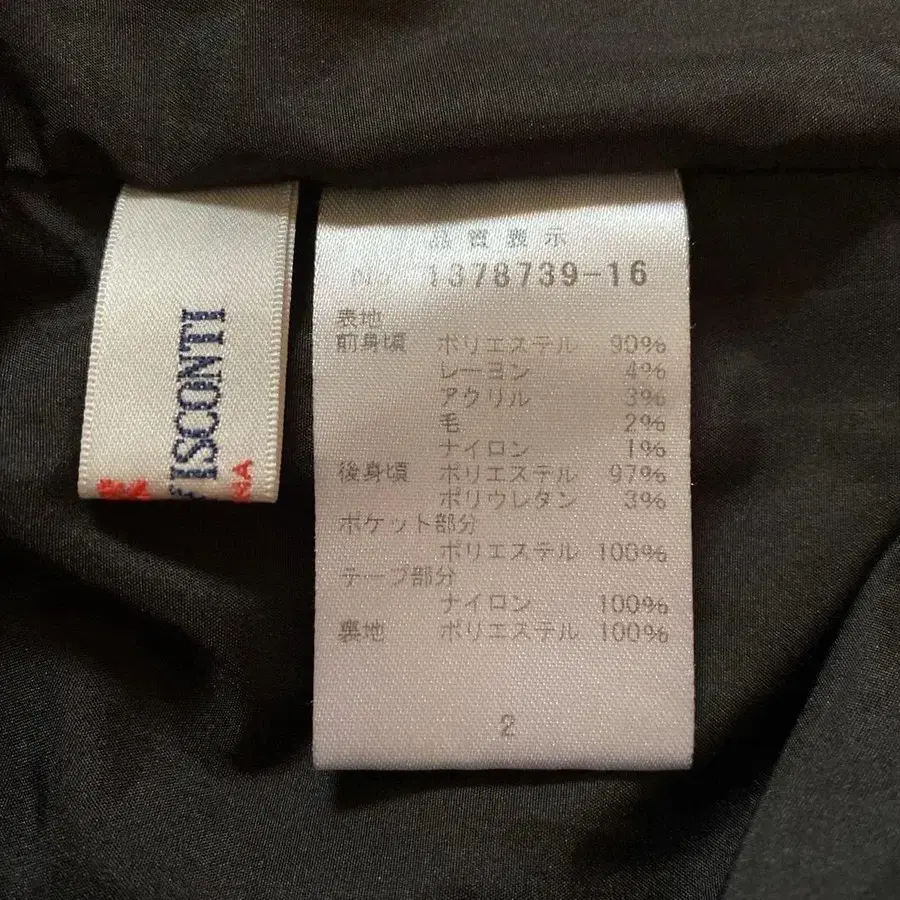 ISCONTI
品質表示
No. 1378739-16
表地
前身頃 ポリエステル 90%
レーヨン 4%
アクリル 3%
毛 2%
ナイロン 1%
後身頃 ポリエステル 97%
ポリウレタン 3%
ポケット部分
ポリエステル 100%
テープ部分
ナイロン 100%
裏地 ポリエステル 100%
2